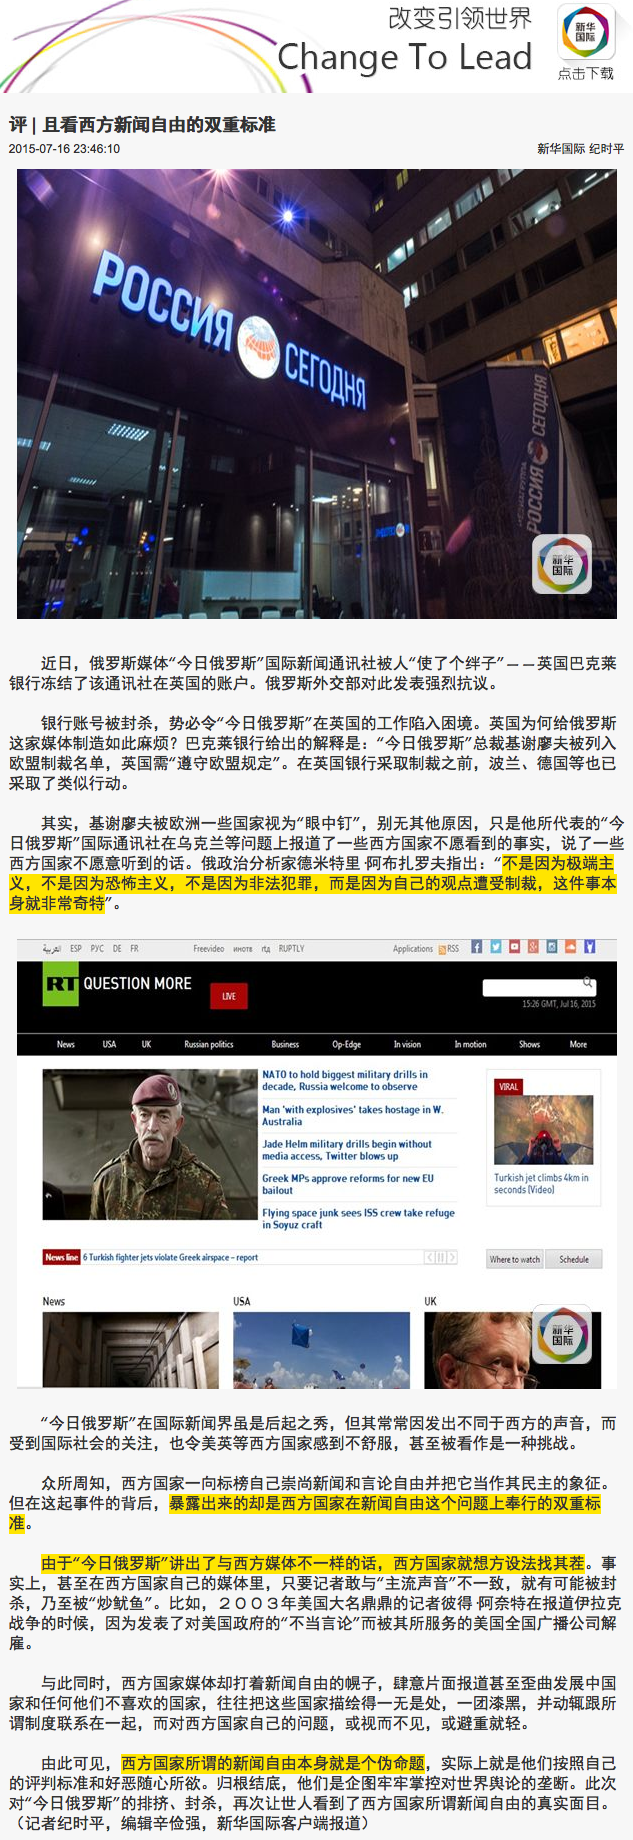 改变引领世界
Change To Lead
新华
国际
点击下载
评 | 且看西方新闻自由的双重标准
2015-07-16 23:46:10
新华国际 纪时平
РОССИЯ
СЕГОДНЯ
РОССИЯ СЕГОДНЯ
新华
国际
近日，俄罗斯媒体“今日俄罗斯”国际新闻通讯社被人“使了个绊子”——英国巴克莱
银行冻结了该通讯社在英国的账户。俄罗斯外交部对此发表强烈抗议。
银行账号被封杀，势必令“今日俄罗斯”在英国的工作陷入困境。英国为何给俄罗斯
这家媒体制造如此麻烦？巴克莱银行给出的解释是：“今日俄罗斯”总裁基谢廖夫被列入
欧盟制裁名单，英国需“遵守欧盟规定”。在英国银行采取制裁之前，波兰、德国等也已
采取了类似行动。
其实，基谢廖夫被欧洲一些国家视为“眼中钉”，别无其他原因，只是他所代表的“今
日俄罗斯”国际通讯社在乌克兰等问题上报道了一些西方国家不愿看到的事实，说了一些
西方国家不愿意听到的话。俄政治分析家德米特里·阿布扎罗夫指出：“不是因为极端主
义，不是因为恐怖主义，不是因为非法犯罪，而是因为自己的观点遭受制裁，这件事本
身就非常奇特”。
العربية ESP РУС DE FR Freevideo ИНОТВ rtд RUPTLY Applications RSS
RT QUESTION MORE LIVE
15:26 GMT, Jul 16, 2015
News USA UK Russian politics Business Op-Edge In vision In motion Shows More
NATO to hold biggest military drills in
decade, Russia welcome to observe
Man 'with explosives' takes hostage in W.
Australia
Jade Helm military drills begin without
media access, Twitter blows up
Greek MPs approve reforms for new EU
bailout
Flying space junk sees ISS crew take refuge
in Soyuz craft
VIRAL
Turkish jet climbs 4km in
seconds (Video)
News line 6 Turkish fighter jets violate Greek airspace – report
Where to watch Schedule
News USA UK
新华
国际
“今日俄罗斯”在国际新闻界虽是后起之秀，但其常常因发出不同于西方的声音，而
受到国际社会的关注，也令美英等西方国家感到不舒服，甚至被看作是一种挑战。
众所周知，西方国家一向标榜自己崇尚新闻和言论自由并把它当作其民主的象征。
但在这起事件的背后，暴露出来的却是西方国家在新闻自由这个问题上奉行的双重标
准。
由于“今日俄罗斯”讲出了与西方媒体不一样的话，西方国家就想方设法找其茬。事
实上，甚至在西方国家自己的媒体里，只要记者敢与“主流声音”不一致，就有可能被封
杀，乃至被“炒鱿鱼”。比如，２００３年美国大名鼎鼎的记者彼得·阿奈特在报道伊拉克
战争的时候，因为发表了对美国政府的“不当言论”而被其所服务的美国全国广播公司解
雇。
与此同时，西方国家媒体却打着新闻自由的幌子，肆意片面报道甚至歪曲发展中国
家和任何他们不喜欢的国家，往往把这些国家描绘得一无是处，一团漆黑，并动辄跟所
谓制度联系在一起，而对西方国家自己的问题，或视而不见，或避重就轻。
由此可见，西方国家所谓的新闻自由本身就是个伪命题，实际上就是他们按照自己
的评判标准和好恶随心所欲。归根结底，他们是企图牢牢掌控对世界舆论的垄断。此次
对“今日俄罗斯”的排挤、封杀，再次让世人看到了西方国家所谓新闻自由的真实面目。
（记者纪时平，编辑辛俭强，新华国际客户端报道）